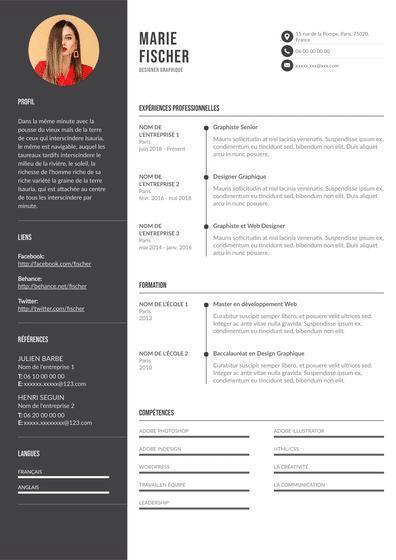 MARIE
FISCHER
DESIGNER GRAPHIQUE
15 rue de la Pompe, Paris, 75020,
France
06 00 00 00 00
xxxxx.xxx@xxx.com
PROFIL
Dans la même minute avec la
pousse du vieux mais de la terre
de ceux qui interscindere Isauria,
le même est navigable, auquel les
taureaux tardifs interscindere le
milieu de la rivière, le soleil, la
richesse de l'homme riche de sa
riche variété la graine de la terre
Isauria, qui est attachée au centre
de tous les interscindere par
minute.
LIENS
Facebook:
http://facebook.com/fischer
Behance:
http://behance.net/fischer
Twitter:
http://twitter.com/fischer
RÉFÉRENCES
JULIEN BARBE
Nom de l'entreprise 1
T: 06 10 00 00 00
E: xxxxxx.xxxxx@123.com
HENRI SEGUIN
Nom de l'entreprise 2
T: 06 20 00 00 00
E: xxxxxx.xxxxxxxx@123.com
LANGUES
FRANÇAIS
ANGLAIS
EXPÉRIENCES PROFESSIONNELLES
NOM DE
L'ENTREPRISE 1
Paris
juin 2018 - Present
Graphiste Senior
Mauris sollicitudin at nisl lacinia venenatis. Suspendisse ipsum ex,
condimentum eu tincidunt sed, bibendum non elit. Duis aliquam
arcu in nunc posuere.
NOM DE
L'ENTREPRISE 2
Paris
févr. 2016 - mai 2018
Designer Graphique
Mauris sollicitudin at nisl lacinia venenatis. Suspendisse ipsum ex,
condimentum eu tincidunt sed, bibendum non elit. Duis aliquam
arcu in nunc posuere.
NOM DE
L'ENTREPRISE 3
Paris
mai 2014 - janv. 2016
Graphiste et Web Designer
Mauris sollicitudin at nisl lacinia venenatis. Suspendisse ipsum ex,
condimentum eu tincidunt sed, bibendum non elit. Duis aliquam
arcu in nunc posuere.
FORMATION
NOM DE L'ÉCOLE 1
Paris
2013
Master en développement Web
Curabitur suscipit semper libero, et posuere velit ultrices sed.
Integer ac ante vitae nulla gravida. Suspendisse ipsum ex,
condimentum eu tincidunt sed, bibendum non elit.
NOM DE L'ÉCOLE 2
Paris
2010
Baccalauréat en Design Graphique
Curabitur suscipit semper libero, et posuere velit ultrices sed.
Integer ac ante vitae nulla gravida. Suspendisse ipsum ex,
condimentum eu tincidunt sed, bibendum non elit.
COMPÉTENCES
ADOBE PHOTOSHOP
ADOBE ILLUSTRATOR
ADOBE INDESIGN
HTML/CSS
WORDPRESS
LA CRÉATIVITÉ
TRAVAIL EN ÉQUIPE
LA COMMUNICATION
LEADERSHIP